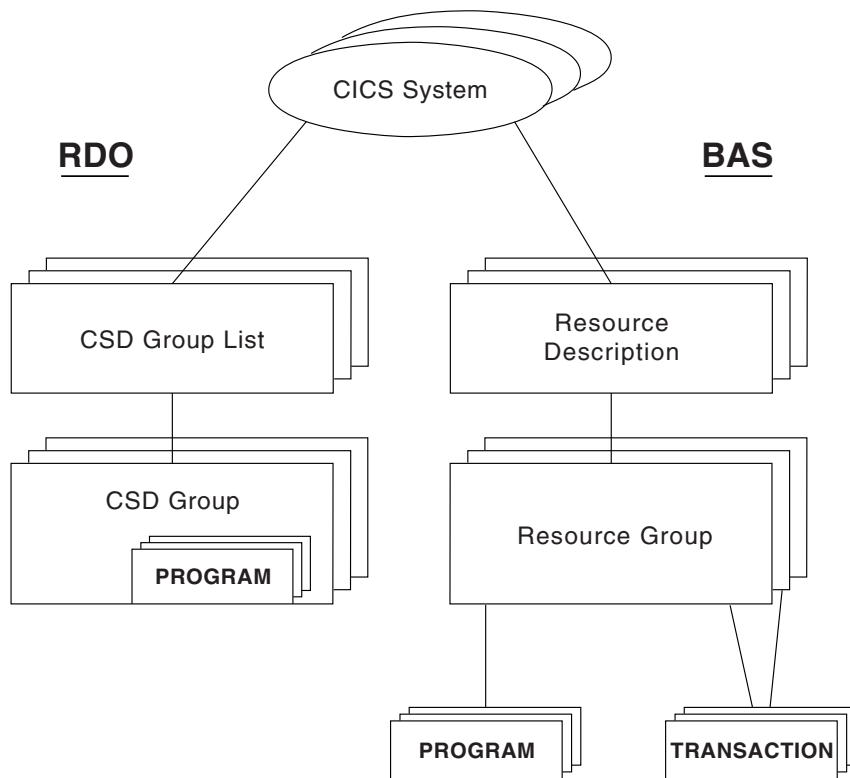 CICS System
RDO
BAS
CSD Group List
Resource
Description
CSD Group
PROGRAM
Resource Group
PROGRAM
TRANSACTION